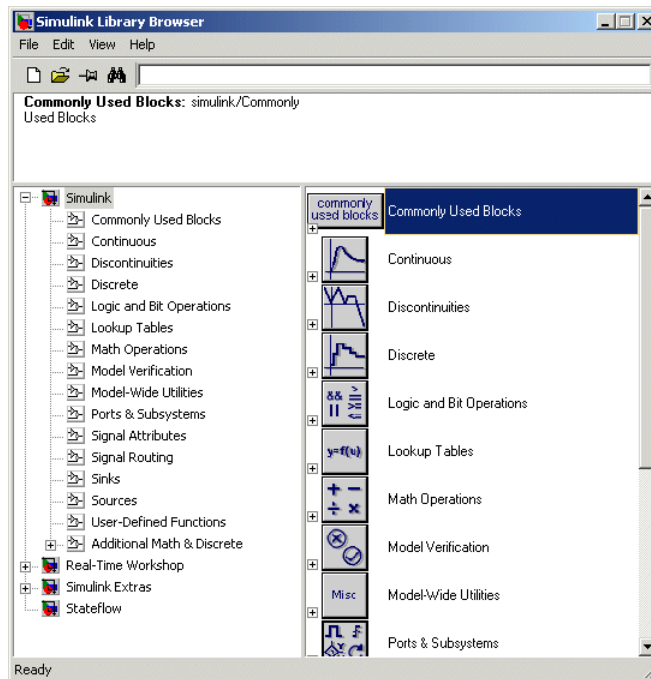 Simulink Library Browser
File Edit View Help
Commonly Used Blocks: simulink/Commonly
Used Blocks
Simulink
Commonly Used Blocks
Continuous
Discontinuities
Discrete
Logic and Bit Operations
Lookup Tables
Math Operations
Model Verification
Model-Wide Utilities
Ports & Subsystems
Signal Attributes
Signal Routing
Sinks
Sources
User-Defined Functions
Additional Math & Discrete
Real-Time Workshop
Simulink Extras
Stateflow
commonly
used blocks
Commonly Used Blocks
Continuous
Discontinuities
Discrete
&& >
|| >=
<=
Logic and Bit Operations
y=f(u)
Lookup Tables
+ −
÷ ×
Math Operations
Model Verification
Misc
Model-Wide Utilities
Ports & Subsystems
Ready